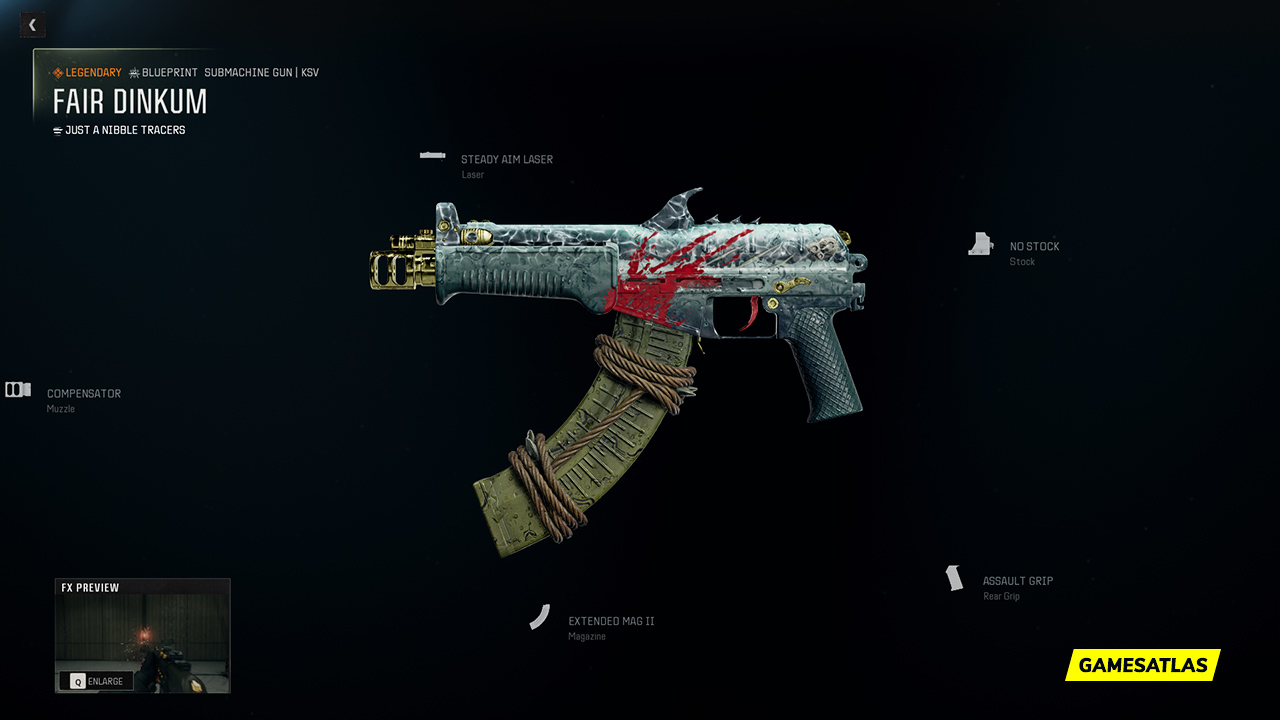 LEGENDARY BLUEPRINT SUBMACHINE GUN | KSV
FAIR DINKUM
JUST A NIBBLE TRACERS
STEADY AIM LASER
Laser
NO STOCK
Stock
COMPENSATOR
Muzzle
ASSAULT GRIP
Rear Grip
EXTENDED MAG II
Magazine
FX PREVIEW
Q ENLARGE
GAMESATLAS